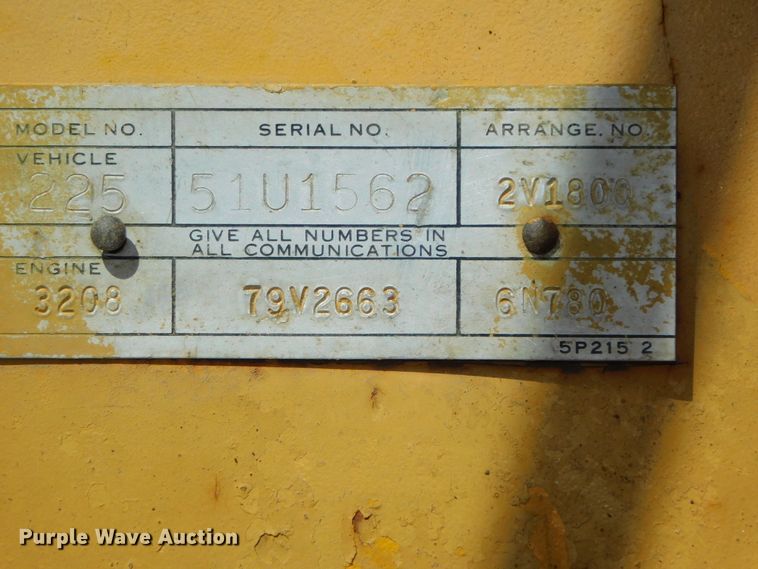 MODEL NO. SERIAL NO. ARRANGE. NO.
VEHICLE
225 51U1562 2V1800
GIVE ALL NUMBERS IN
ALL COMMUNICATIONS
ENGINE
3208 79V2663 6N780
5P215 2
Purple Wave Auction